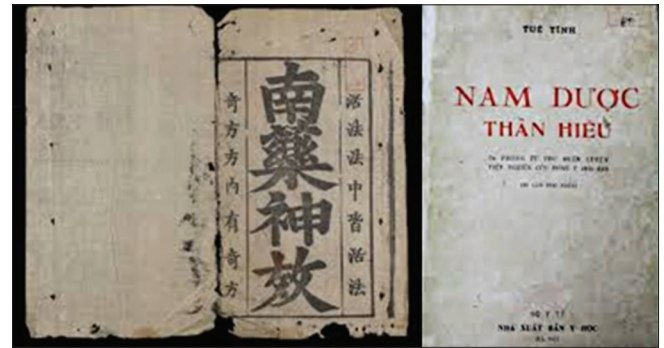 活法法中皆活法
南藥神效
奇方方內有奇方
TUỆ TĨNH
NAM DƯỢC
THẦN HIỆU
BỘ Y TẾ
NHÀ XUẤT BẢN Y HỌC